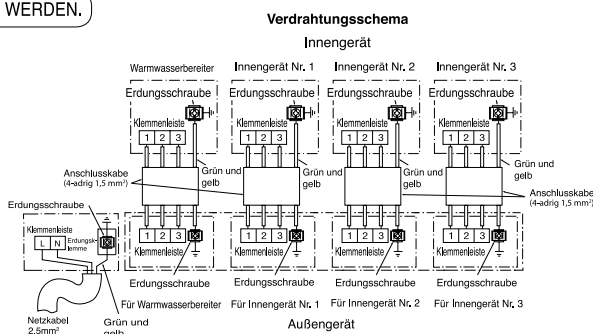 WERDEN.
Verdrahtungsschema
Innengerät
Warmwasserbereiter Innengerät Nr. 1 Innengerät Nr. 2 Innengerät Nr. 3
Erdungsschraube Erdungsschraube Erdungsschraube Erdungsschraube
Klemmenleiste Klemmenleiste Klemmenleiste Klemmenleiste
1 2 3 1 2 3 1 2 3 1 2 3
Grün und gelb Grün und gelb Grün und gelb Grün und gelb
Anschlusskabe
(4-adrig 1,5 mm²)
Anschlusskabe
(4-adrig 1,5 mm²)
Erdungsschraube
Klemmenleiste
L N
Erdungsk-
lemme
1 2 3 1 2 3 1 2 3 1 2 3
Klemmenleiste Klemmenleiste Klemmenleiste Klemmenleiste
Erdungsschraube Erdungsschraube Erdungsschraube Erdungsschraube
Für Warmwasserbereiter Für Innengerät Nr. 1 Für Innengerät Nr. 2 Für Innengerät Nr. 3
Netzkabel
2.5mm²
Grün und
gelb
Außengerät